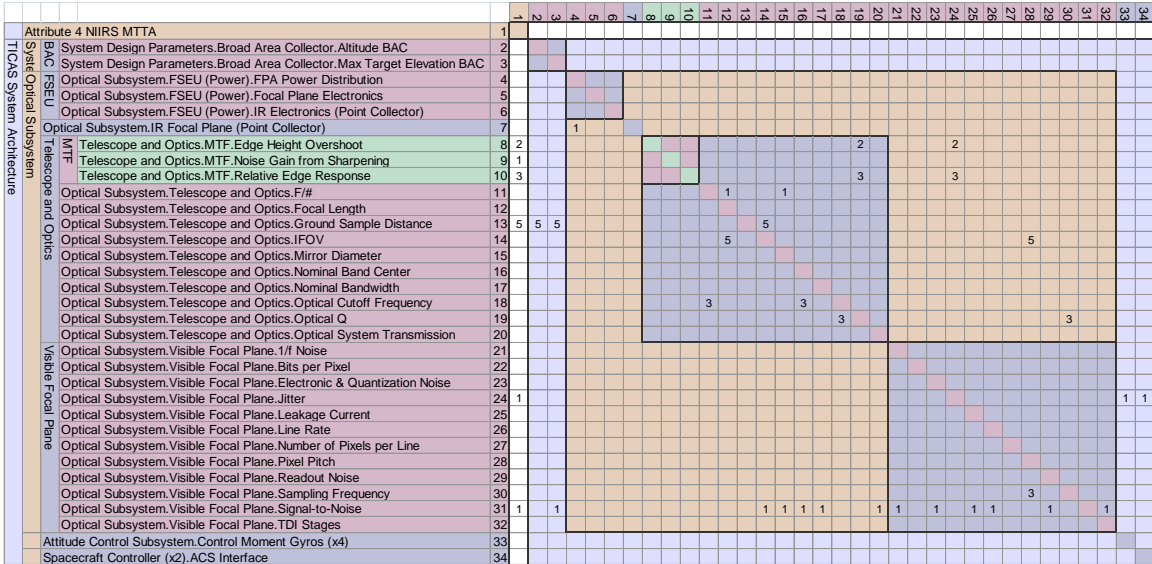 1 2 3 4 5 6 7 8 9 10 11 12 13 14 15 16 17 18 19 20 21 22 23 24 25 26 27 28 29 30 31 32 33 34
TICAS System Architecture
Attribute 4 NIIRS MTTA 1
BAC
System Design Parameters.Broad Area Collector.Altitude BAC 2
System Design Parameters.Broad Area Collector.Max Target Elevation BAC 3
Optical Subsystem
FSEU
Optical Subsystem.FSEU (Power).FPA Power Distribution 4
Optical Subsystem.FSEU (Power).Focal Plane Electronics 5
Optical Subsystem.FSEU (Power).IR Electronics (Point Collector) 6
Optical Subsystem.IR Focal Plane (Point Collector) 7 1
Telescope and Optics
MTF
Telescope and Optics.MTF.Edge Height Overshoot 8 2 2 2
Telescope and Optics.MTF.Noise Gain from Sharpening 9 1
Telescope and Optics.MTF.Relative Edge Response 10 3 3 3
Optical Subsystem.Telescope and Optics.F/# 11 1 1
Optical Subsystem.Telescope and Optics.Focal Length 12
Optical Subsystem.Telescope and Optics.Ground Sample Distance 13 5 5 5 5
Optical Subsystem.Telescope and Optics.IFOV 14 5 5
Optical Subsystem.Telescope and Optics.Mirror Diameter 15
Optical Subsystem.Telescope and Optics.Nominal Band Center 16
Optical Subsystem.Telescope and Optics.Nominal Bandwidth 17
Optical Subsystem.Telescope and Optics.Optical Cutoff Frequency 18 3 3
Optical Subsystem.Telescope and Optics.Optical Q 19 3 3
Optical Subsystem.Telescope and Optics.Optical System Transmission 20
Visible Focal Plane
Optical Subsystem.Visible Focal Plane.1/f Noise 21
Optical Subsystem.Visible Focal Plane.Bits per Pixel 22
Optical Subsystem.Visible Focal Plane.Electronic & Quantization Noise 23
Optical Subsystem.Visible Focal Plane.Jitter 24 1 1 1
Optical Subsystem.Visible Focal Plane.Leakage Current 25
Optical Subsystem.Visible Focal Plane.Line Rate 26
Optical Subsystem.Visible Focal Plane.Number of Pixels per Line 27
Optical Subsystem.Visible Focal Plane.Pixel Pitch 28
Optical Subsystem.Visible Focal Plane.Readout Noise 29
Optical Subsystem.Visible Focal Plane.Sampling Frequency 30 3
Optical Subsystem.Visible Focal Plane.Signal-to-Noise 31 1 1 1 1 1 1 1 1 1 1 1 1 1
Optical Subsystem.Visible Focal Plane.TDI Stages 32
Attitude Control Subsystem.Control Moment Gyros (x4) 33
Spacecraft Controller (x2).ACS Interface 34